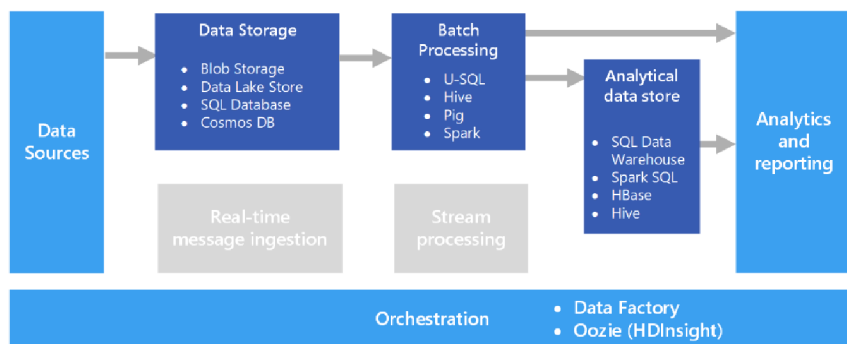 Data
Sources
Data Storage
• Blob Storage
• Data Lake Store
• SQL Database
• Cosmos DB
Real-time
message ingestion
Batch
Processing
• U-SQL
• Hive
• Pig
• Spark
Stream
processing
Analytical
data store
• SQL Data
Warehouse
• Spark SQL
• HBase
• Hive
Analytics
and
reporting
Orchestration
• Data Factory
• Oozie (HDInsight)